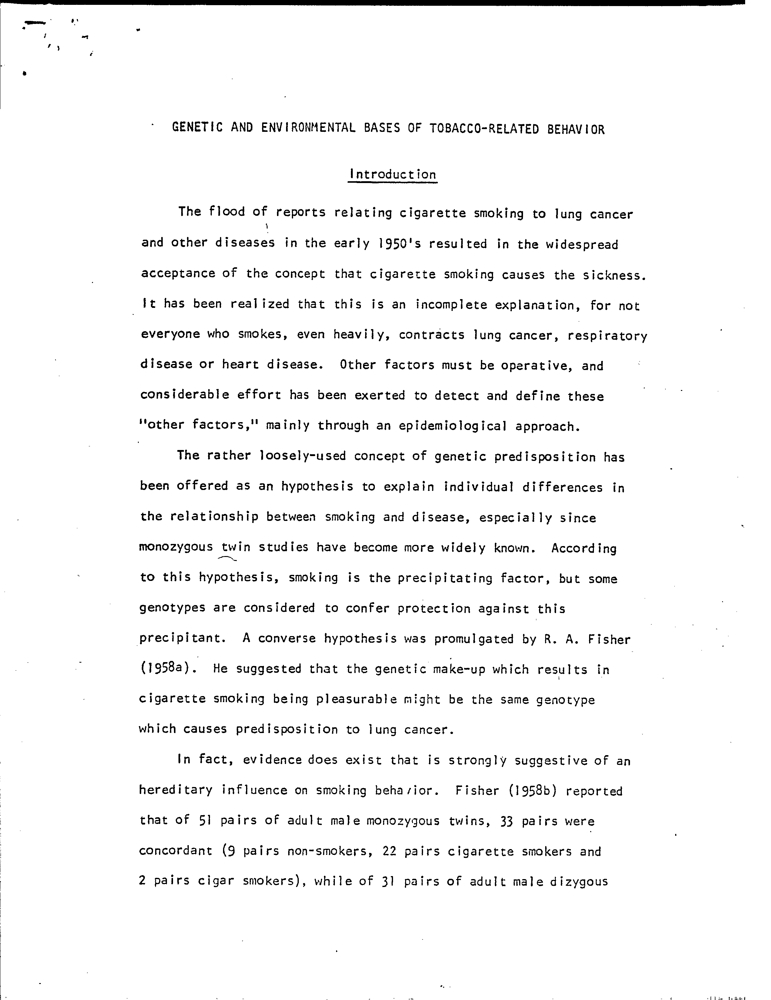 GENETIC AND ENVIRONMENTAL BASES OF TOBACCO-RELATED BEHAVIOR
Introduction
The flood of reports relating cigarette smoking to lung cancer
and other diseases in the early 1950's resulted in the widespread
acceptance of the concept that cigarette smoking causes the sickness.
It has been realized that this is an incomplete explanation, for not
everyone who smokes, even heavily, contracts lung cancer, respiratory
disease or heart disease. Other factors must be operative, and
considerable effort has been exerted to detect and define these
"other factors," mainly through an epidemiological approach.
The rather loosely-used concept of genetic predisposition has
been offered as an hypothesis to explain individual differences in
the relationship between smoking and disease, especially since
monozygous twin studies have become more widely known. According
to this hypothesis, smoking is the precipitating factor, but some
genotypes are considered to confer protection against this
precipitant. A converse hypothesis was promulgated by R. A. Fisher
(1958a). He suggested that the genetic make-up which results in
cigarette smoking being pleasurable might be the same genotype
which causes predisposition to lung cancer.
In fact, evidence does exist that is strongly suggestive of an
hereditary influence on smoking behavior. Fisher (1958b) reported
that of 51 pairs of adult male monozygous twins, 33 pairs were
concordant (9 pairs non-smokers, 22 pairs cigarette smokers and
2 pairs cigar smokers), while of 31 pairs of adult male dizygous